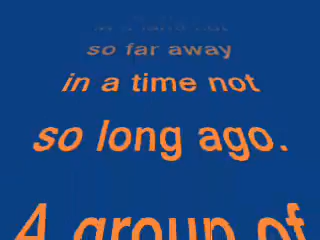 so far away
in a time not
so long ago.
A group of